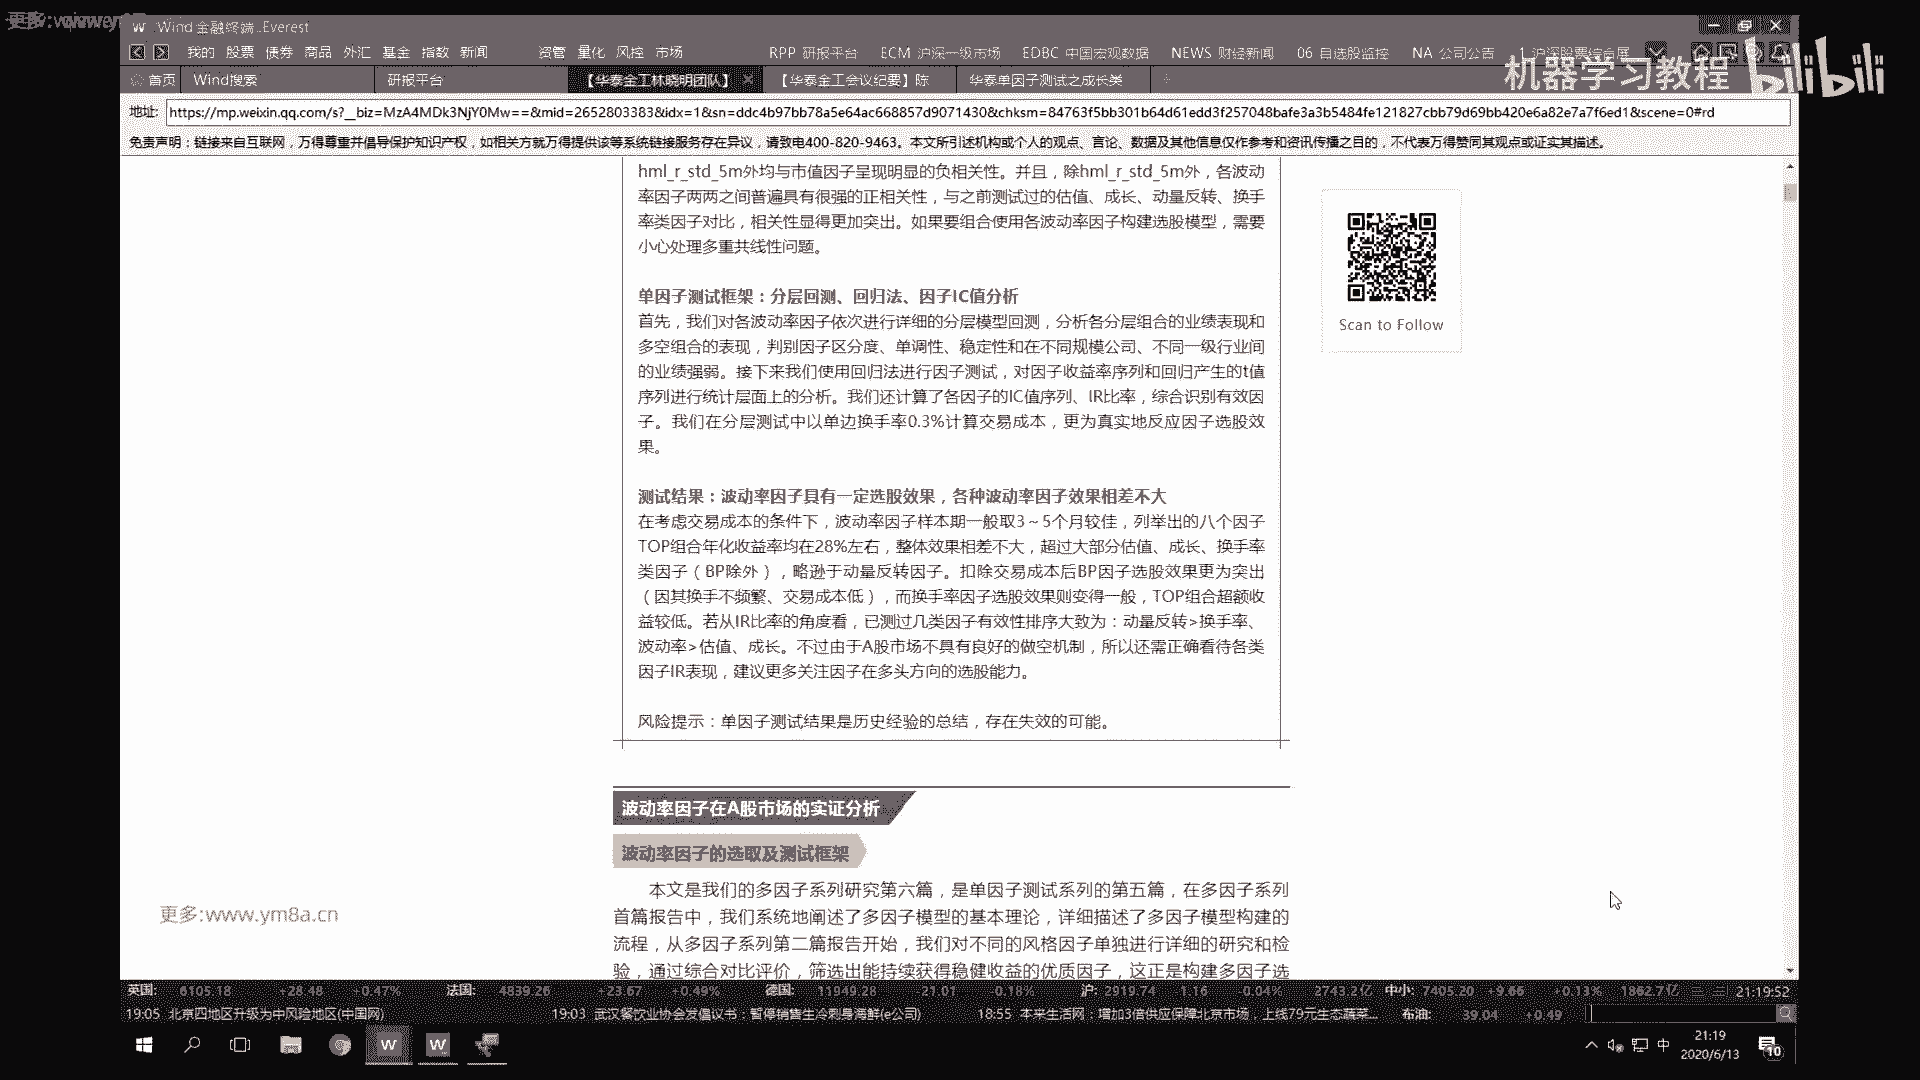 Wind 金融终端..Everest
我的 股票 债券 商品 外汇 基金 指数 新闻 资管 量化 风控 市场 RPP 研报平台 ECM 沪深一级市场 EDBC 中国宏观数据 NEWS 财经新闻 06 自选股监控 NA 公司公告 1 沪深股票综合屏
机器学习教程 bilibili
首页 Wind搜索 研报平台 【华泰金工林晓明团队】 【华泰金工会议纪要】陈 华泰单因子测试之成长类
地址: https://mp.weixin.qq.com/s?__biz=MzA4MDk3NjY0Mw==&mid=2652803383&idx=1&sn=ddc4b97bb78a5e64ac668857d9071430&chksm=84763f5bb301b64d61edd3f257048bafe3a3b5484fe121827cbb79d69bb420e6a82e7a7f6ed1&scene=0#rd
免责声明：链接来自互联网，万得尊重并倡导保护知识产权，如相关方就万得提供该等系统链接服务存在异议，请致电400-820-9463。本文所引述机构或个人的观点、言论、数据及其他信息仅作参考和资讯传播之目的，不代表万得赞同其观点或证实其描述。
hml_r_std_5m外均与市值因子呈现明显的负相关性。并且，除hml_r_std_5m外，各波动
率因子两两之间普遍具有很强的正相关性，与之前测试过的估值、成长、动量反转、换手
率类因子对比，相关性显得更加突出。如果要组合使用各波动率因子构建选股模型，需要
小心处理多重共线性问题。
Scan to Follow
单因子测试框架：分层回测、回归法、因子IC值分析
首先，我们对各波动率因子依次进行详细的分层模型回测，分析各分层组合的业绩表现和
多空组合的表现，判别因子区分度、单调性、稳定性和在不同规模公司、不同一级行业间
的业绩强弱。接下来我们使用回归法进行因子测试，对因子收益率序列和回归产生的t值
序列进行统计层面上的分析。我们还计算了各因子的IC值序列、IR比率，综合识别有效因
子。我们在分层测试中以单边换手率0.3%计算交易成本，更为真实地反应因子选股效
果。
测试结果：波动率因子具有一定选股效果，各种波动率因子效果相差不大
在考虑交易成本的条件下，波动率因子样本期一般取3～5个月较佳，列举出的八个因子
TOP组合年化收益率均在28%左右，整体效果相差不大，超过大部分估值、成长、换手率
类因子（BP除外），略逊于动量反转因子。扣除交易成本后BP因子选股效果更为突出
（因其换手不频繁、交易成本低），而换手率因子选股效果则变得一般，TOP组合超额收
益较低。若从IR比率的角度看，已测过几类因子有效性排序大致为：动量反转>换手率、
波动率>估值、成长。不过由于A股市场不具有良好的做空机制，所以还需正确看待各类
因子IR表现，建议更多关注因子在多头方向的选股能力。
风险提示：单因子测试结果是历史经验的总结，存在失效的可能。
波动率因子在A股市场的实证分析
波动率因子的选取及测试框架
本文是我们的多因子系列研究第六篇，是单因子测试系列的第五篇，在多因子系列
首篇报告中，我们系统地阐述了多因子模型的基本理论，详细描述了多因子模型构建的
流程，从多因子系列第二篇报告开始，我们对不同的风格因子单独进行详细的研究和检
验，通过综合对比评价，筛选出能持续获得稳健收益的优质因子，这正是构建多因子选
更多:www.ym8a.cn
英国: 6105.18 +28.48 +0.47% 法国: 4839.26 +23.67 +0.49% 德国: 11949.28 -21.01 -0.18% 沪: 2919.74 -1.16 -0.04% 2743.2亿 中小: 7405.20 +9.66 +0.13% 1862.7亿 21:19:52
19:05 北京四地区升级为中风险地区(中国网) 19:03 武汉餐饮业协会发倡议书：暂停销售生冷刺身海鲜(e公司) 18:55 本来生活网：增加3倍供应保障北京市场，上线79元生态蔬菜... 布油: 39.04 +0.49
中 21:19
2020/6/13 10